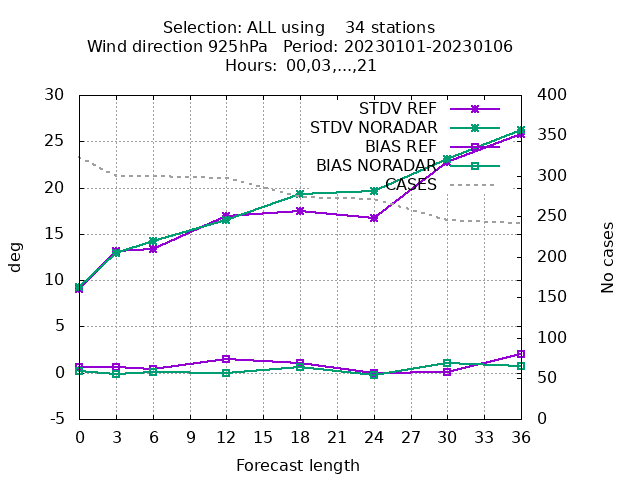 Selection: ALL using    34 stations
Wind direction 925hPa   Period: 20230101-20230106
Hours: 00,03,...,21
30
25
20
15
10
5
0
-5
deg
400
350
300
250
200
150
100
50
0
No cases
STDV REF
STDV NORADAR
BIAS REF
BIAS NORADAR
CASES
0 3 6 9 12 15 18 21 24 27 30 33 36
Forecast length